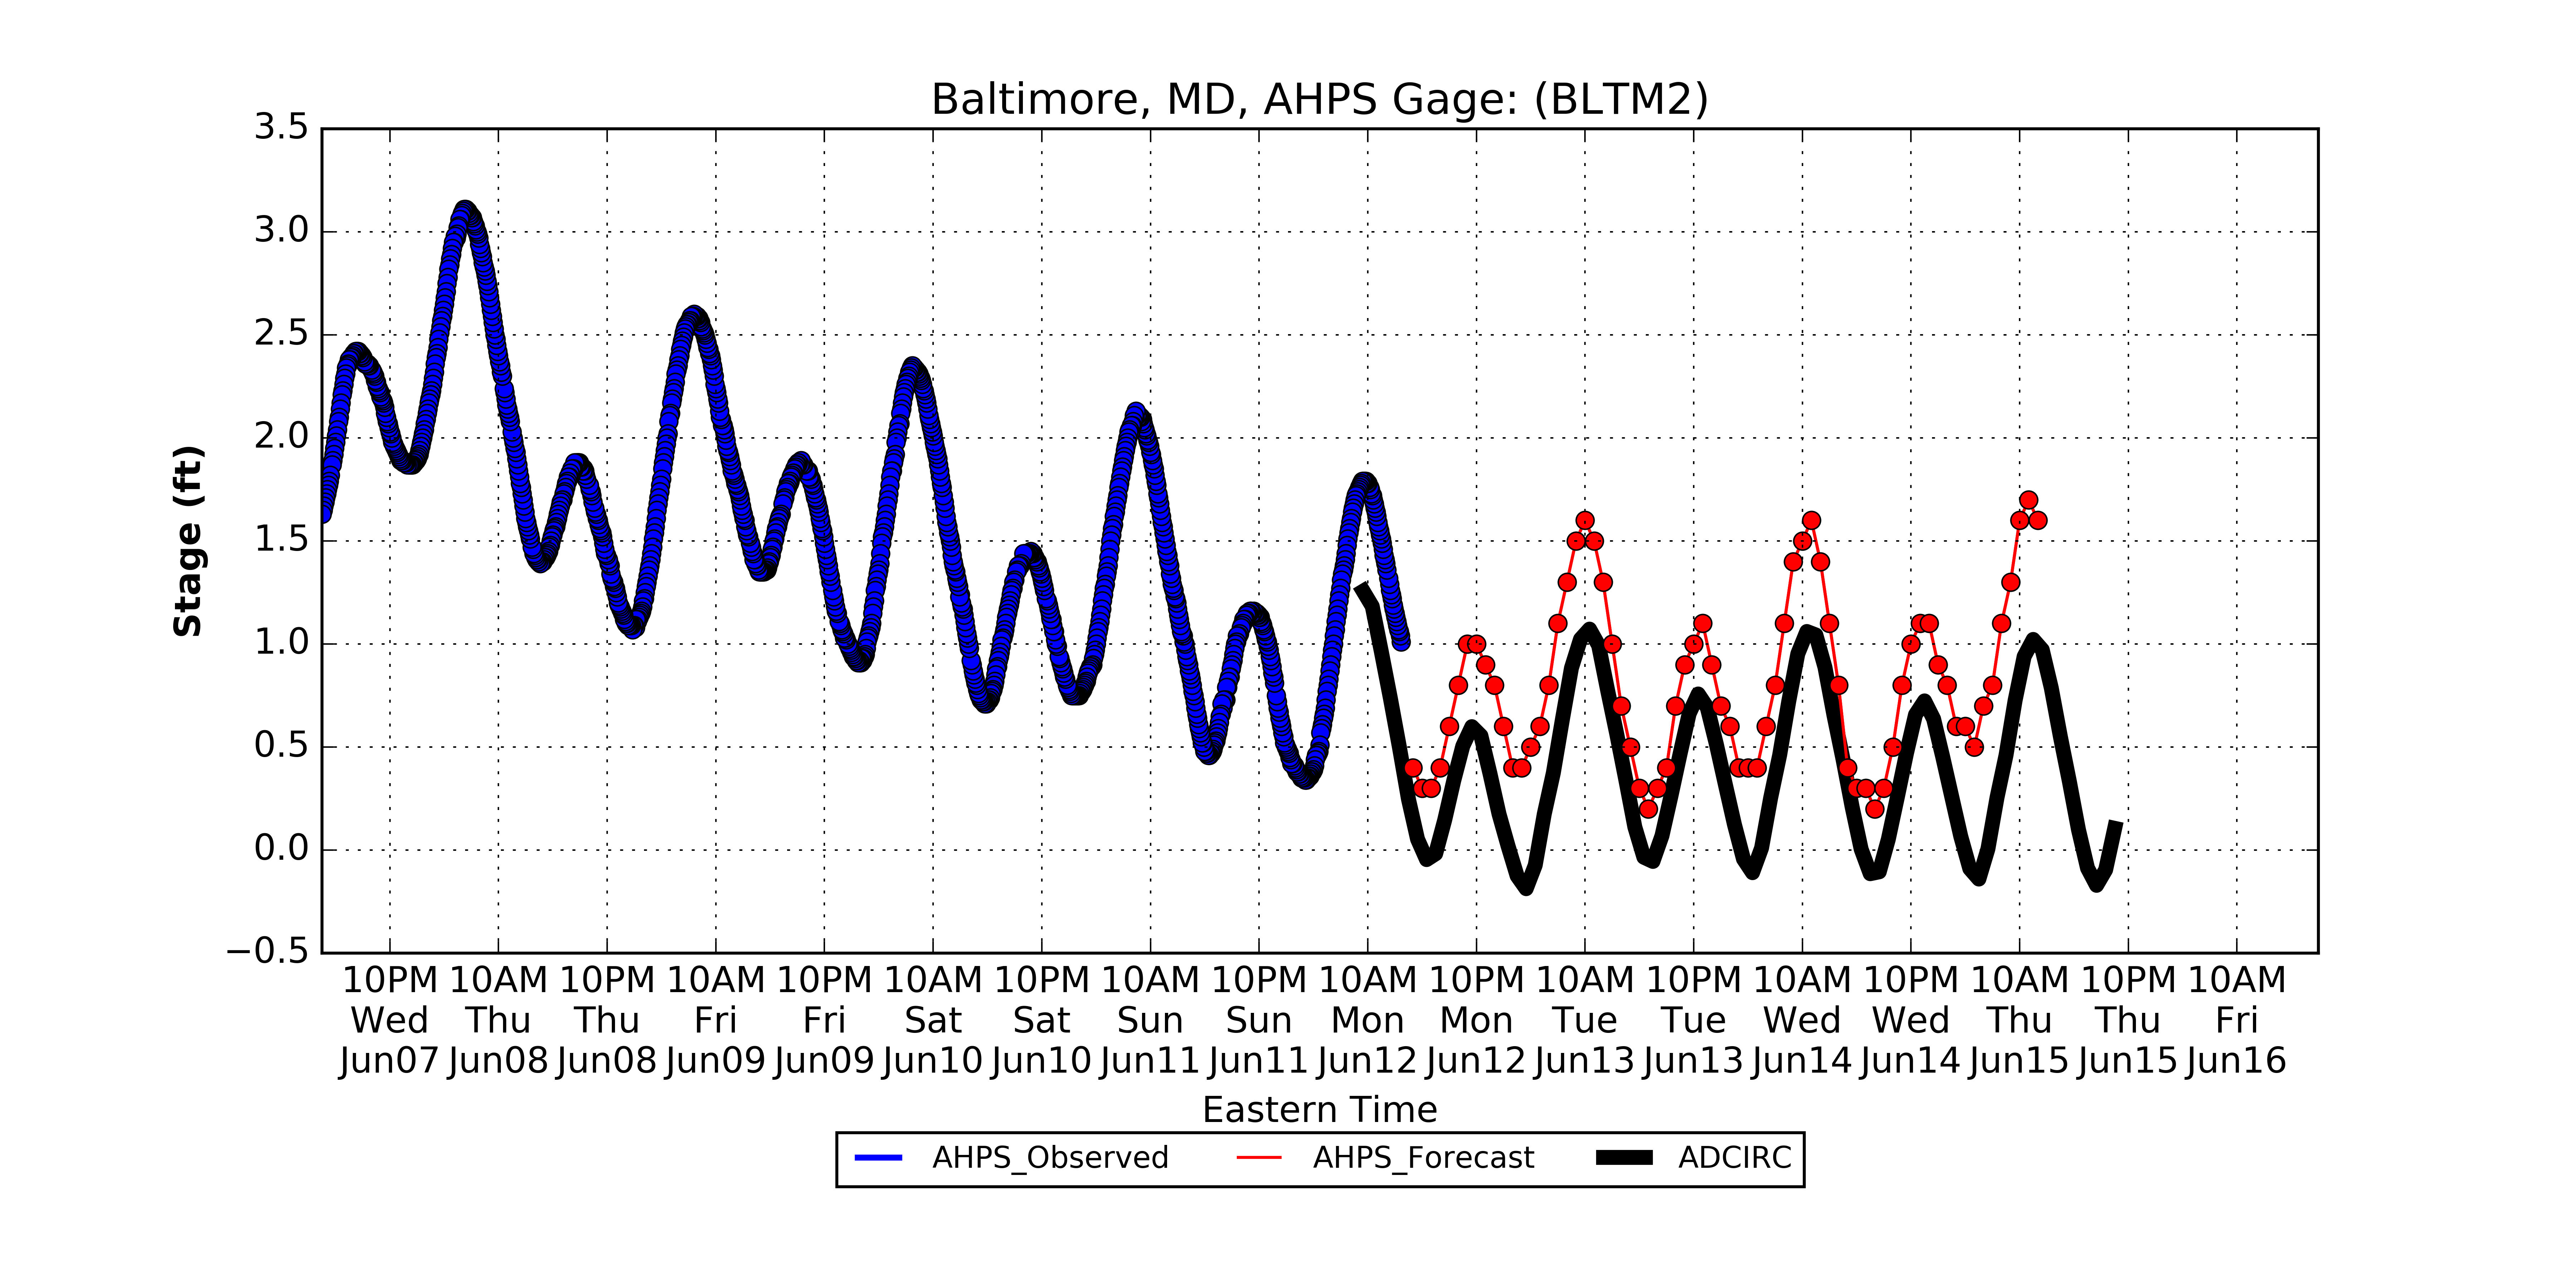 Baltimore, MD, AHPS Gage: (BLTM2)
3.5
3.0
2.5
2.0
1.5
1.0
0.5
0.0
−0.5
Stage (ft)
10PM 10AM 10PM 10AM 10PM 10AM 10PM 10AM 10PM 10AM 10PM 10AM 10PM 10AM 10PM 10AM 10PM 10AM
Wed Thu Thu Fri Fri Sat Sat Sun Sun Mon Mon Tue Tue Wed Wed Thu Thu Fri
Jun07 Jun08 Jun08 Jun09 Jun09 Jun10 Jun10 Jun11 Jun11 Jun12 Jun12 Jun13 Jun13 Jun14 Jun14 Jun15 Jun15 Jun16
Eastern Time
AHPS_Observed AHPS_Forecast ADCIRC